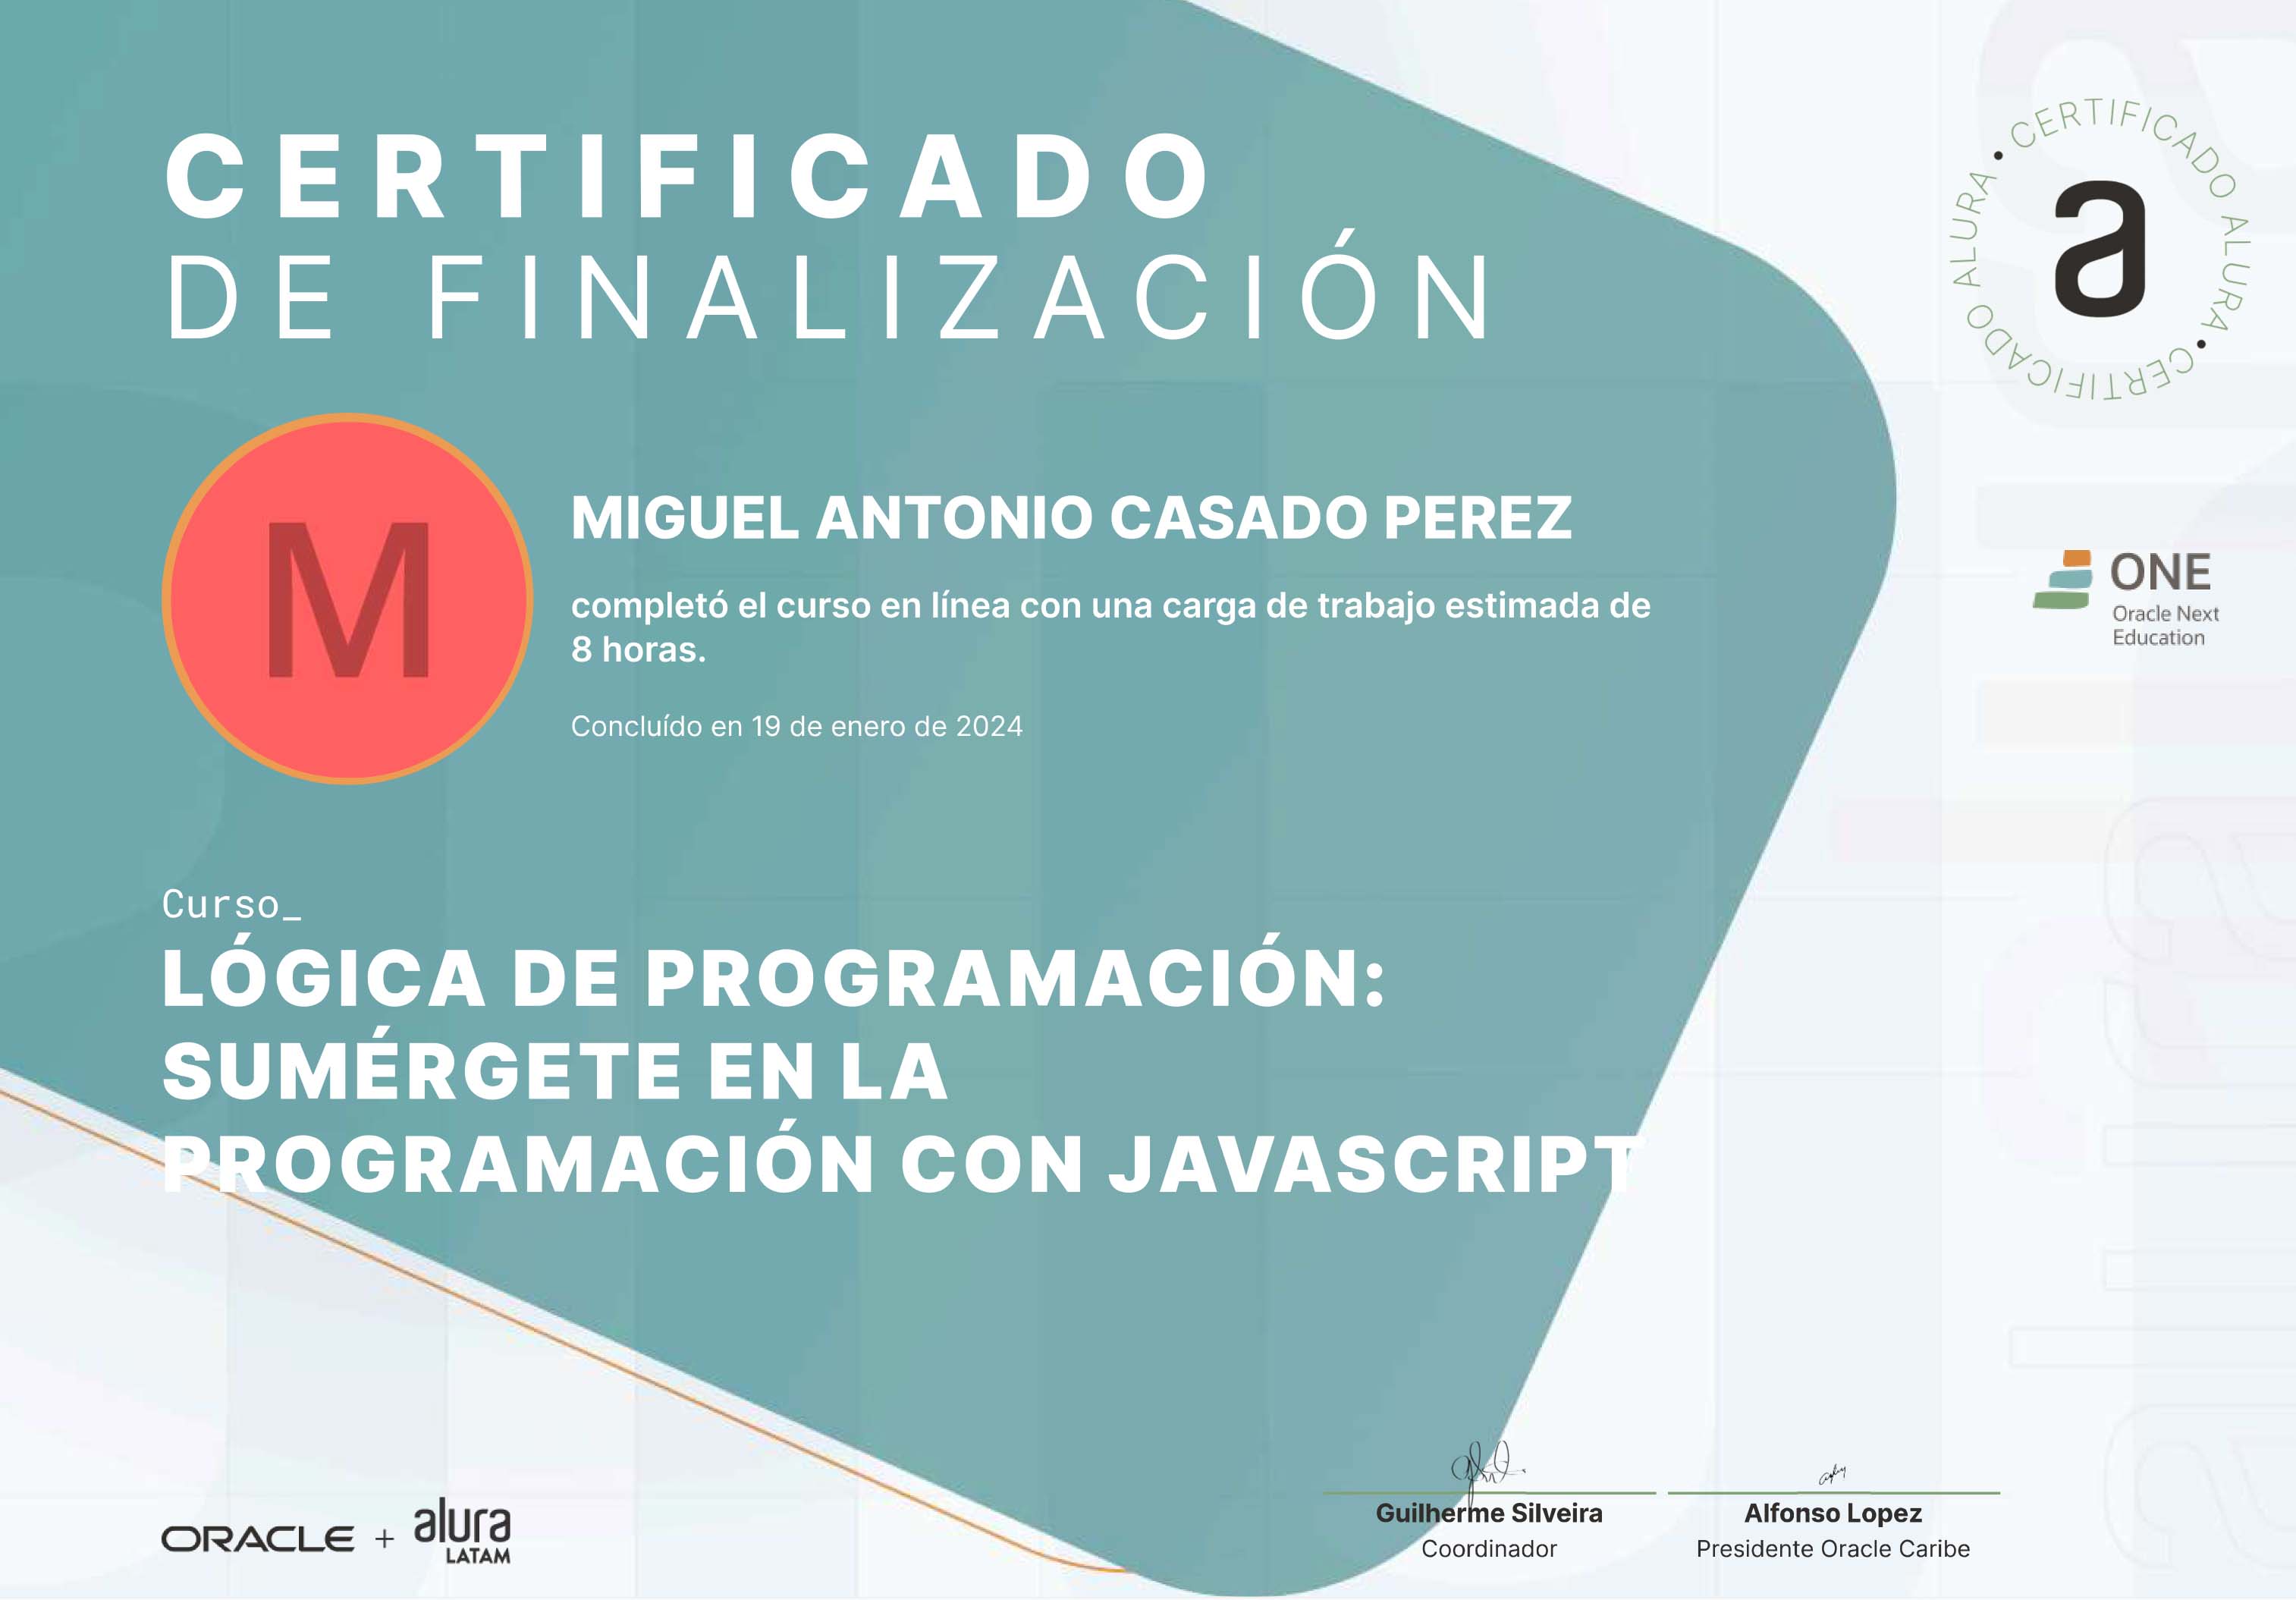 CERTIFICADO
DE FINALIZACIÓN
• CERTIFICADO ALURA • CERTIFICADO ALURA
a
M
MIGUEL ANTONIO CASADO PEREZ
completó el curso en línea con una carga de trabajo estimada de
8 horas.
Concluído en 19 de enero de 2024
ONE
Oracle Next
Education
Curso_
LÓGICA DE PROGRAMACIÓN:
SUMÉRGETE EN LA
PROGRAMACIÓN CON JAVASCRIPT
ORACLE + alura
LATAM
Guilherme Silveira
Coordinador
Alfonso Lopez
Presidente Oracle Caribe